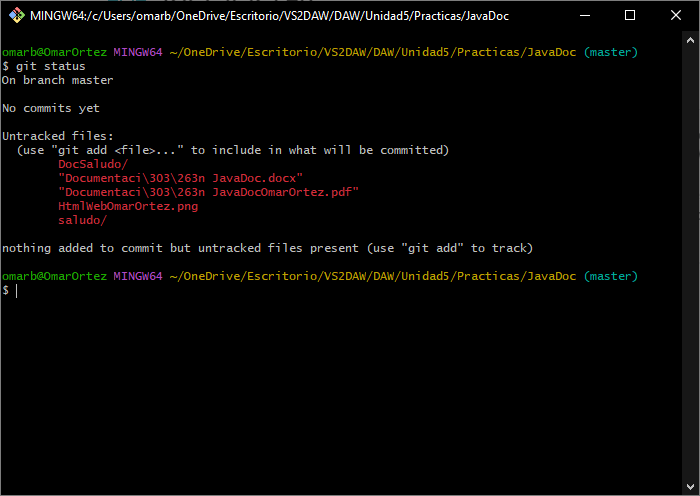 MINGW64:/c/Users/omarb/OneDrive/Escritorio/VS2DAW/DAW/Unidad5/Practicas/JavaDoc
omarb@OmarOrtez MINGW64 ~/OneDrive/Escritorio/VS2DAW/DAW/Unidad5/Practicas/JavaDoc (master)
$ git status
On branch master
No commits yet
Untracked files:
(use "git add <file>..." to include in what will be committed)
DocSaludo/
"Documentaci\303\263n JavaDoc.docx"
"Documentaci\303\263n JavaDocOmarOrtez.pdf"
HtmlWebOmarOrtez.png
saludo/
nothing added to commit but untracked files present (use "git add" to track)
omarb@OmarOrtez MINGW64 ~/OneDrive/Escritorio/VS2DAW/DAW/Unidad5/Practicas/JavaDoc (master)
$